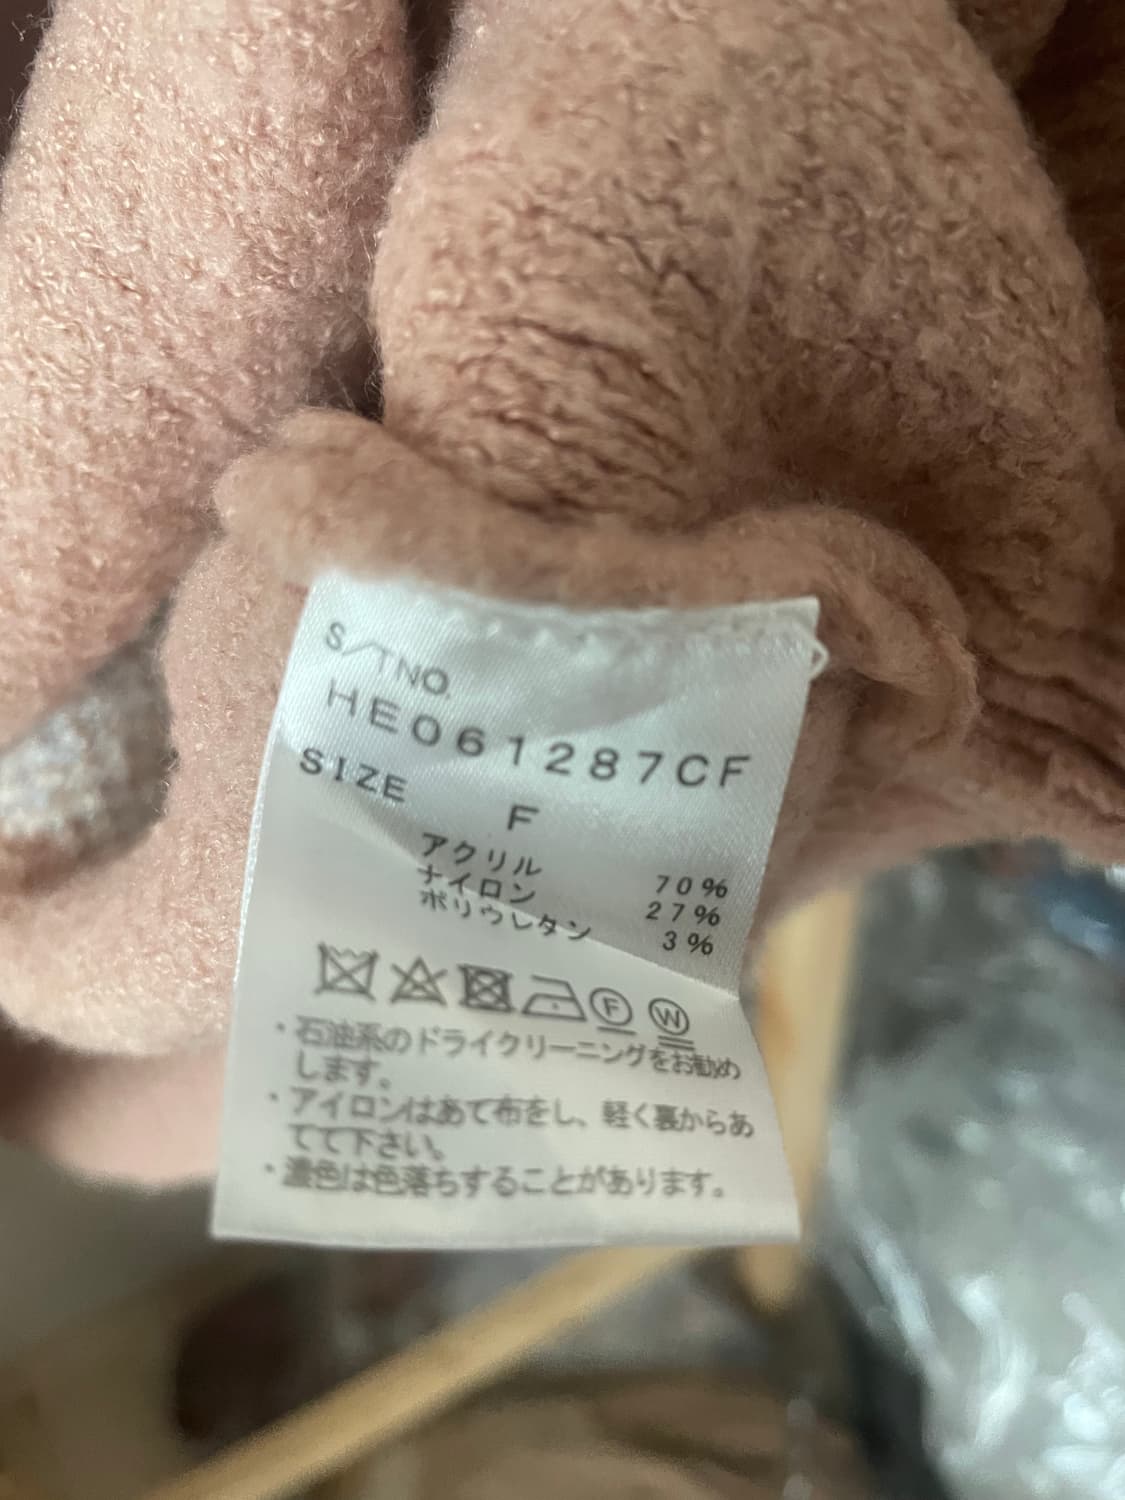 S/TNO.
HE061287CF
SIZE F
アクリル 70%
ナイロン 27%
ポリウレタン 3%
F W
・石油系のドライクリーニングをお勧め
します。
・アイロンはあて布をし、軽く裏からあ
てて下さい。
・濃色は色落ちすることがあります。